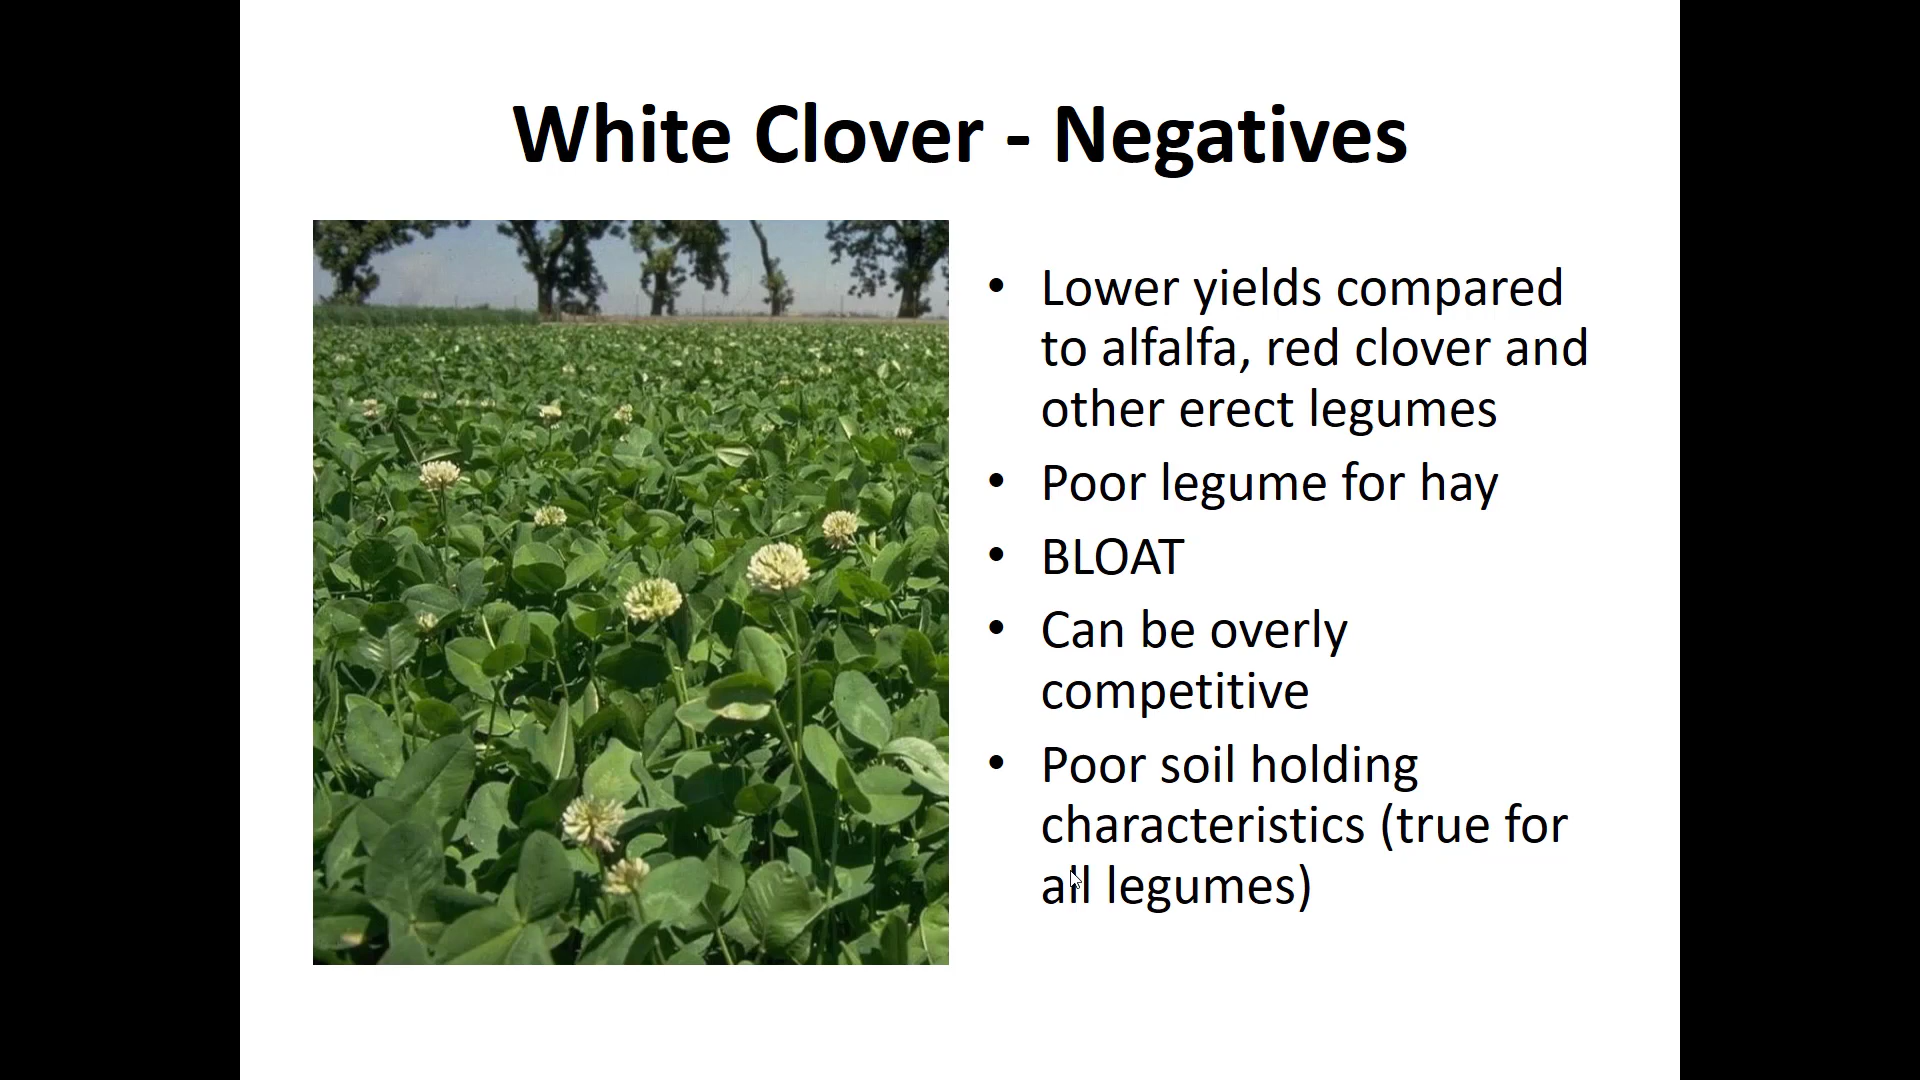 White Clover - Negatives
• Lower yields compared
to alfalfa, red clover and
other erect legumes
• Poor legume for hay
• BLOAT
• Can be overly
competitive
• Poor soil holding
characteristics (true for
all legumes)